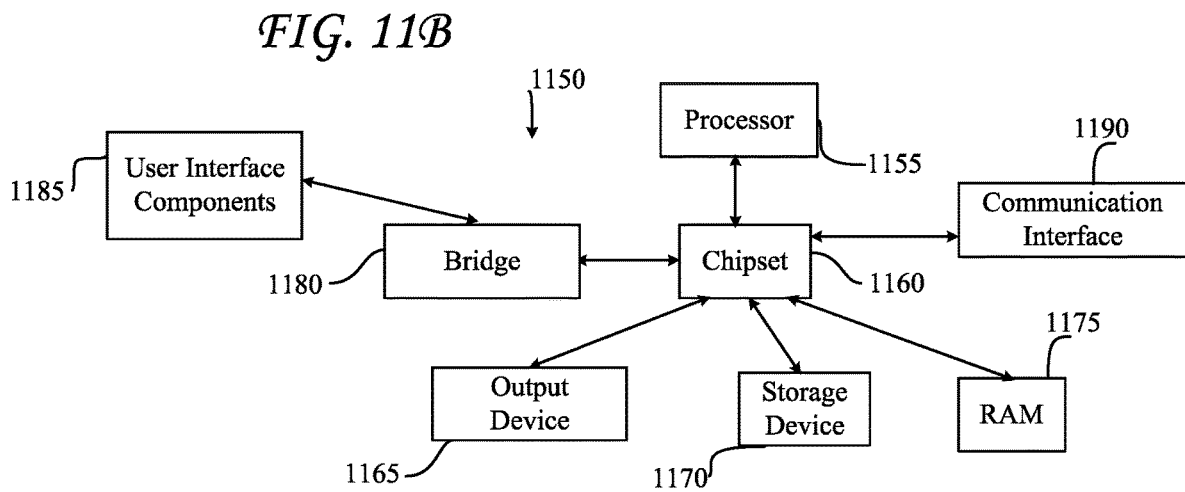 FIG. 11B
1150
Processor
1155
1190
User Interface
Components
1185
Communication
Interface
Bridge
1180
Chipset
1160
1175
Output
Device
1165
Storage
Device
1170
RAM